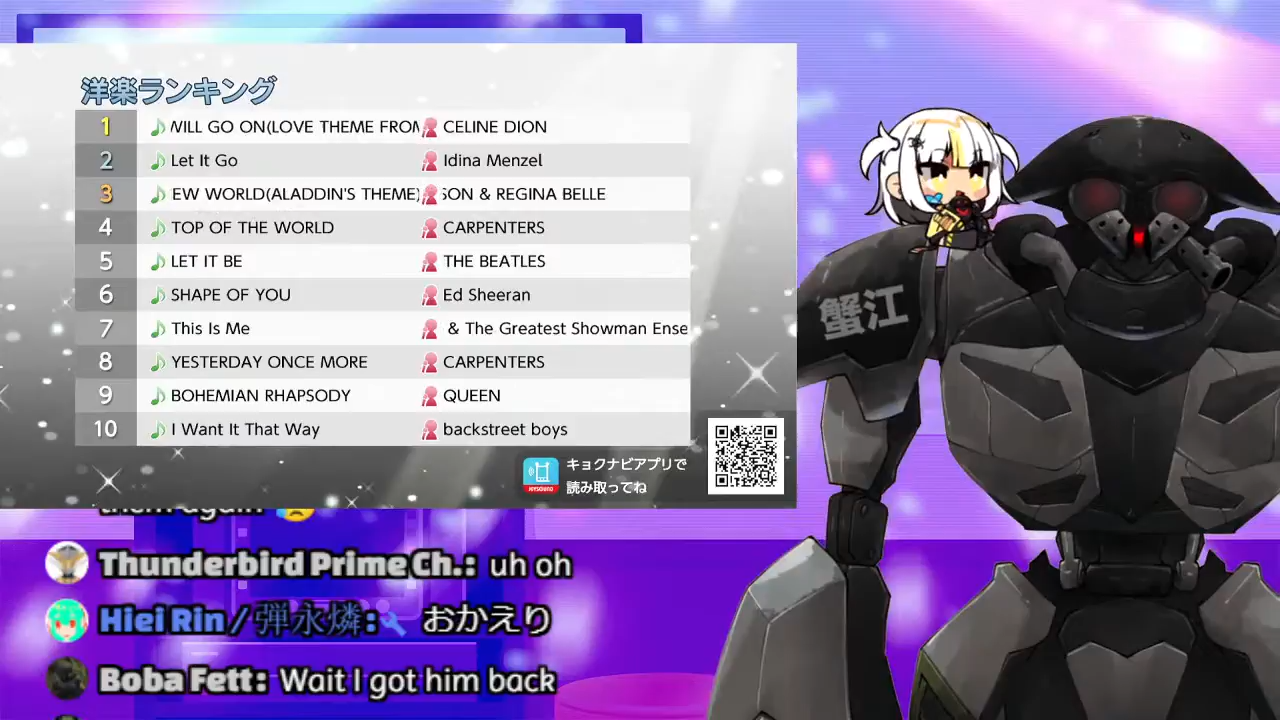 洋楽ランキング
1 WILL GO ON(LOVE THEME FROM CELINE DION
2 Let It Go Idina Menzel
3 EW WORLD(ALADDIN'S THEME) SON & REGINA BELLE
4 TOP OF THE WORLD CARPENTERS
5 LET IT BE THE BEATLES
6 SHAPE OF YOU Ed Sheeran
7 This Is Me & The Greatest Showman Ense
8 YESTERDAY ONCE MORE CARPENTERS
9 BOHEMIAN RHAPSODY QUEEN
10 I Want It That Way backstreet boys
キョクナビアプリで
読み取ってね
JOYSOUND
蟹江
them again
Thunderbird Prime Ch.: uh oh
Hiei Rin / 弾永燐: おかえり
Boba Fett: Wait I got him back